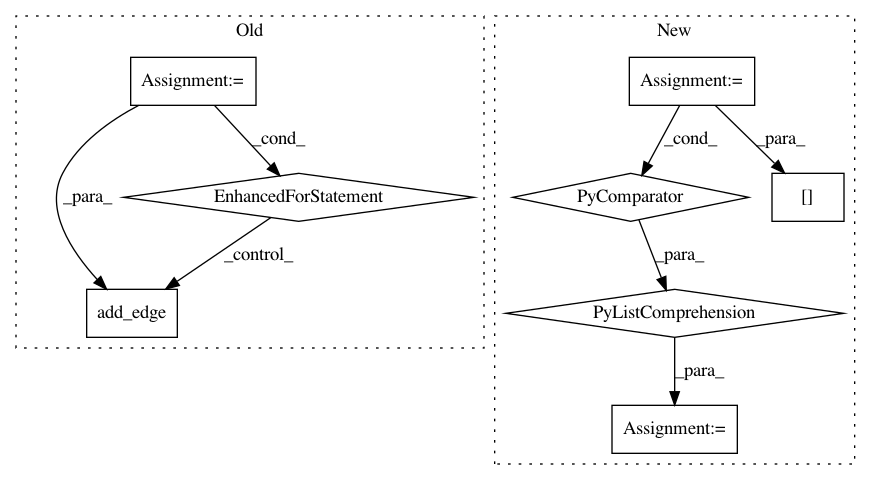 Old
New
Assignment:=
Assignment:=
_cond_
_cond_
_para_
_para_
EnhancedForStatement
PyComparator
[]
_control_
_para_
add_edge
PyListComprehension
_para_
Assignment:=